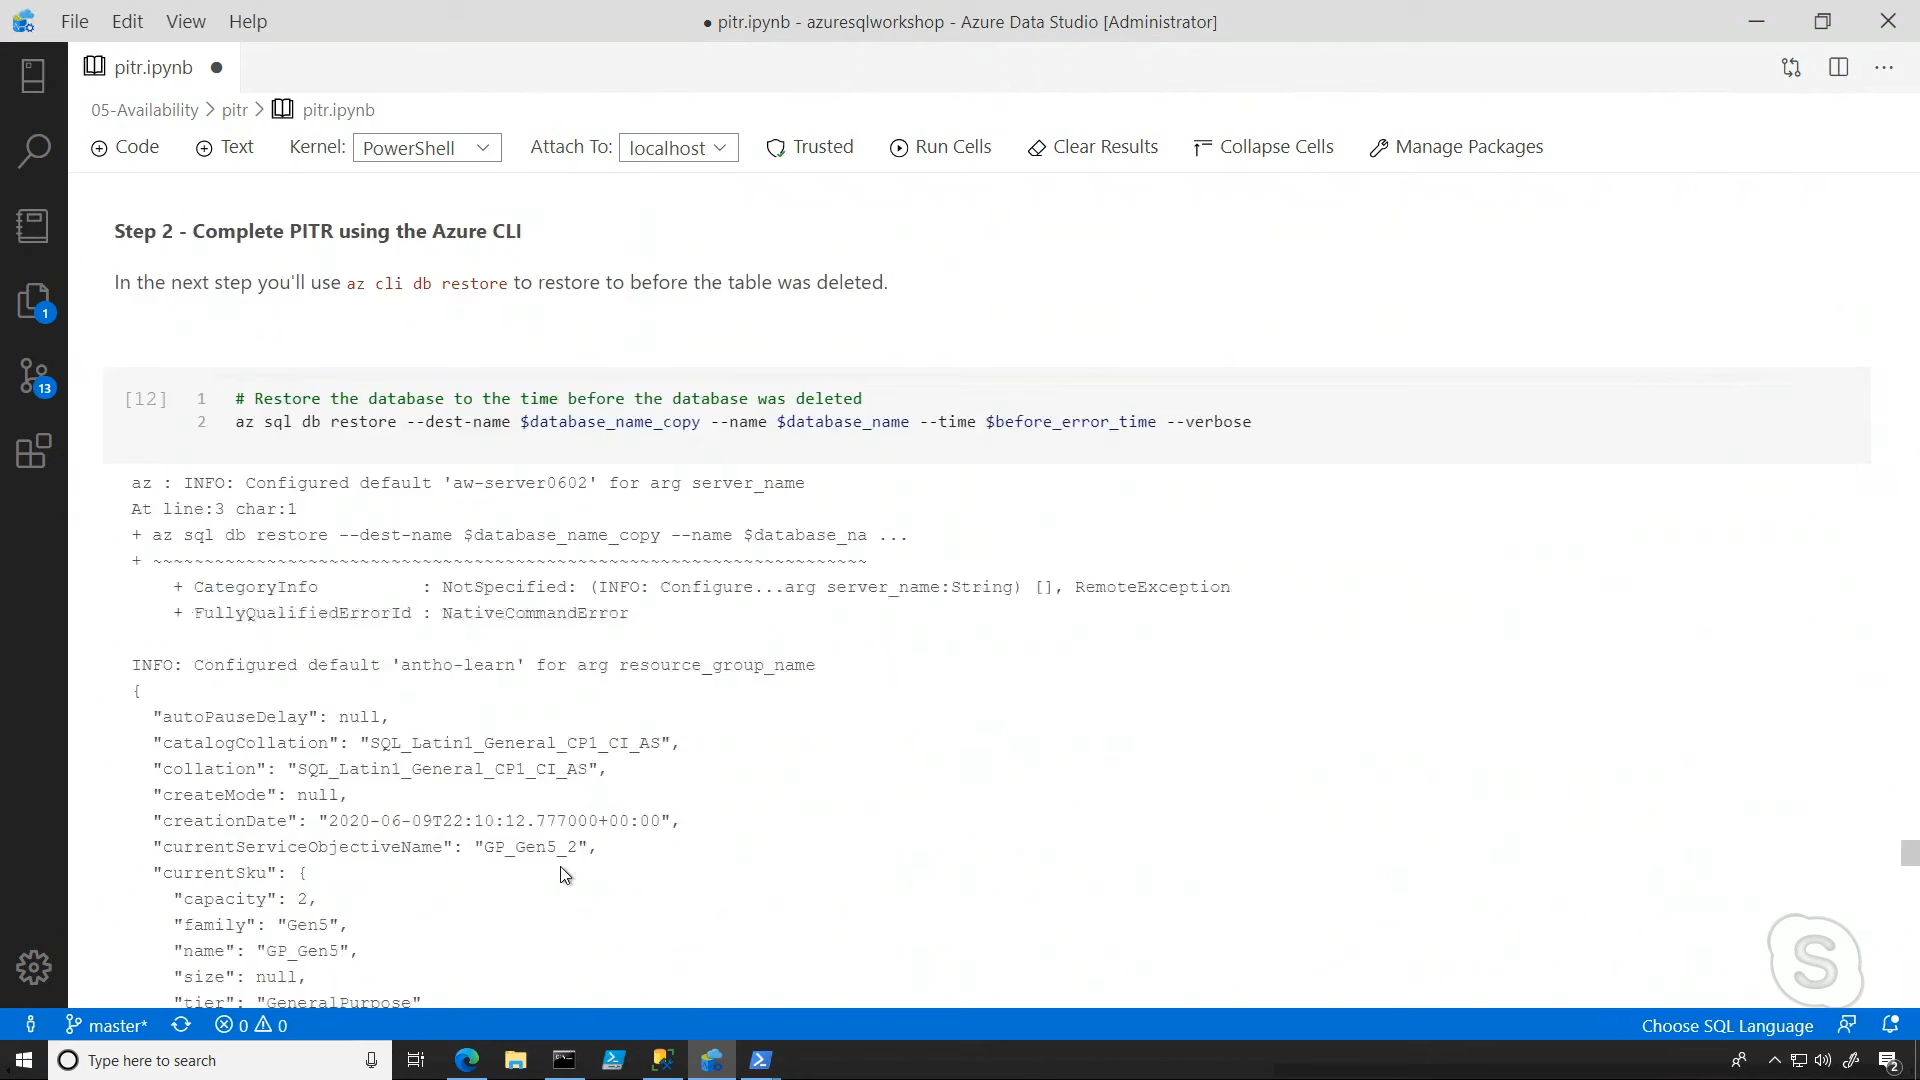 File Edit View Help
● pitr.ipynb - azuresqlworkshop - Azure Data Studio [Administrator]
pitr.ipynb ●
05-Availability > pitr > pitr.ipynb
Code Text Kernel: PowerShell Attach To: localhost Trusted Run Cells Clear Results Collapse Cells Manage Packages
Step 2 - Complete PITR using the Azure CLI
In the next step you'll use az cli db restore to restore to before the table was deleted.
[12] 1 # Restore the database to the time before the database was deleted
2 az sql db restore --dest-name $database_name_copy --name $database_name --time $before_error_time --verbose
az : INFO: Configured default 'aw-server0602' for arg server_name
At line:3 char:1
+ az sql db restore --dest-name $database_name_copy --name $database_na ...
+ ~~~~~~~~~~~~~~~~~~~~~~~~~~~~~~~~~~~~~~~~~~~~~~~~~~~~~~~~~~~~~~~~~~~~~
+ CategoryInfo : NotSpecified: (INFO: Configure...arg server_name:String) [], RemoteException
+ FullyQualifiedErrorId : NativeCommandError
INFO: Configured default 'antho-learn' for arg resource_group_name
{
"autoPauseDelay": null,
"catalogCollation": "SQL_Latin1_General_CP1_CI_AS",
"collation": "SQL_Latin1_General_CP1_CI_AS",
"createMode": null,
"creationDate": "2020-06-09T22:10:12.777000+00:00",
"currentServiceObjectiveName": "GP_Gen5_2",
"currentSku": {
"capacity": 2,
"family": "Gen5",
"name": "GP_Gen5",
"size": null,
"tier": "GeneralPurpose"
1
13
S
master* 0 0 Choose SQL Language
Type here to search
2